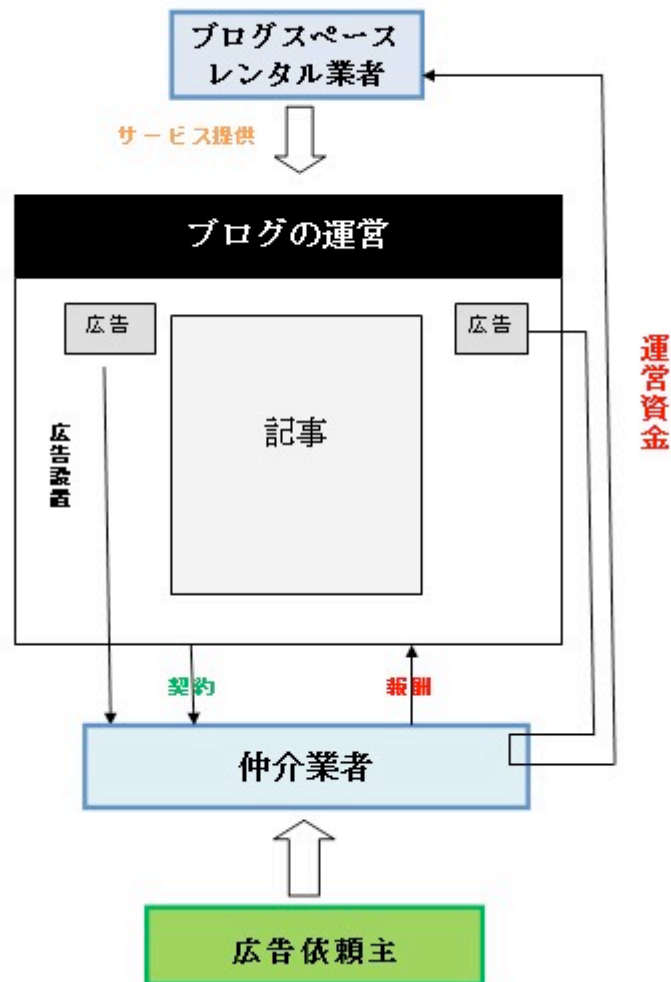 ブログスペース
レンタル業者
サービス提供
ブログの運営
広告
広告
記事
運営資金
広告設置
契約
報酬
仲介業者
広告依頼主